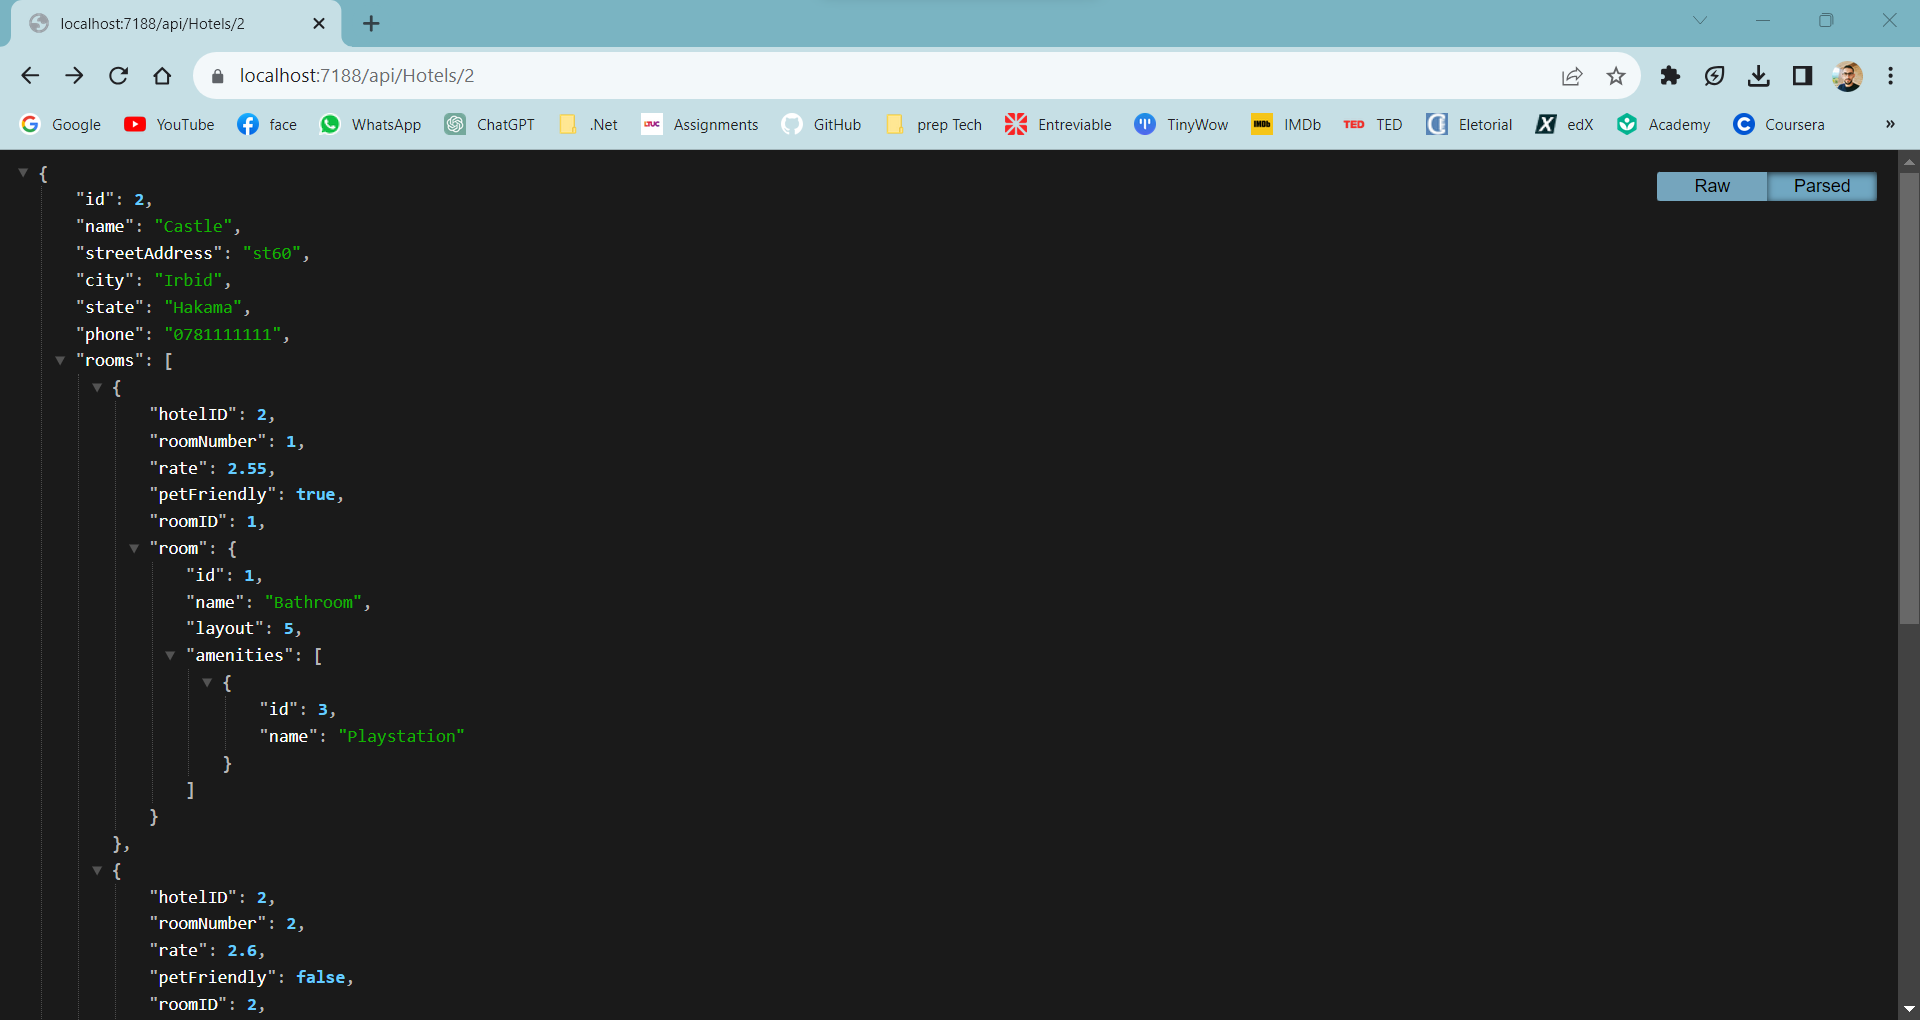 localhost:7188/api/Hotels/2
localhost:7188/api/Hotels/2
Google YouTube face WhatsApp ChatGPT .Net LTUC Assignments GitHub prep Tech Entreviable TinyWow IMDb IMDb TED TED Eletorial edX Academy Coursera »
Raw Parsed
{
"id": 2,
"name": "Castle",
"streetAddress": "st60",
"city": "Irbid",
"state": "Hakama",
"phone": "0781111111",
"rooms": [
{
"hotelID": 2,
"roomNumber": 1,
"rate": 2.55,
"petFriendly": true,
"roomID": 1,
"room": {
"id": 1,
"name": "Bathroom",
"layout": 5,
"amenities": [
{
"id": 3,
"name": "Playstation"
}
]
}
},
{
"hotelID": 2,
"roomNumber": 2,
"rate": 2.6,
"petFriendly": false,
"roomID": 2,